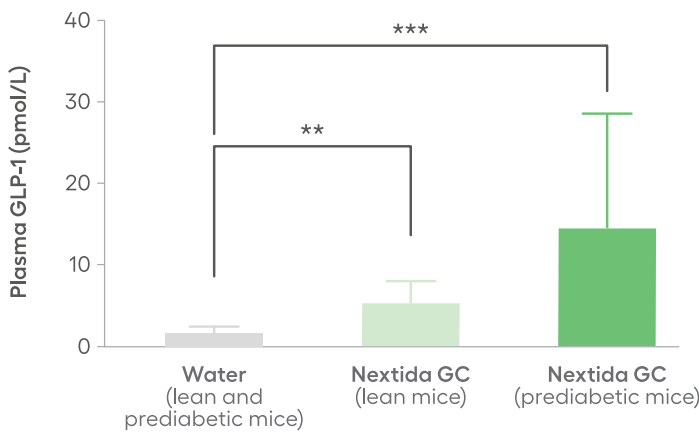 40
***
30
**
20
10
0
Plasma GLP-1 (pmol/L)
Water
(lean and
prediabetic mice)
Nextida GC
(lean mice)
Nextida GC
(prediabetic mice)